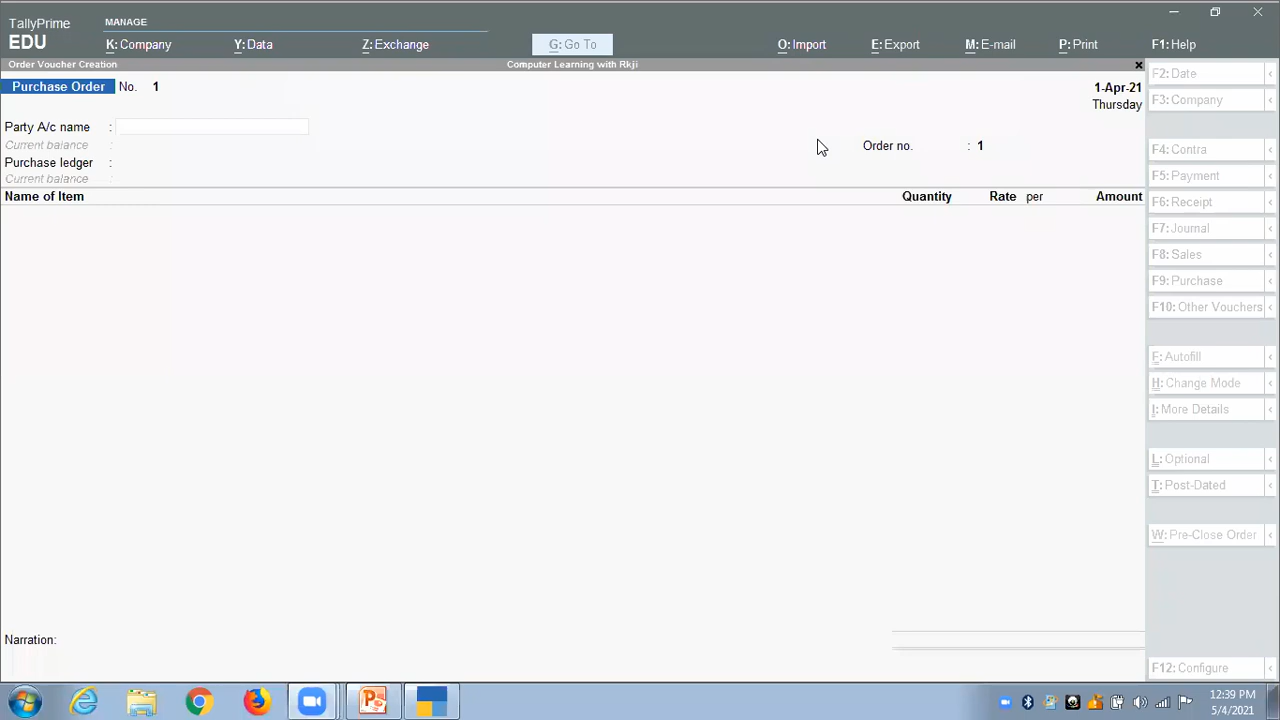 TallyPrime
EDU
MANAGE
K: Company
Y: Data
Z: Exchange
G: Go To
O: Import
E: Export
M: E-mail
P: Print
F1: Help
Order Voucher Creation
Computer Learning with Rkji
x
Purchase Order No. 1
1-Apr-21
Thursday
Party A/c name :
Current balance :
Order no. : 1
Purchase ledger :
Current balance :
Name of Item
Quantity Rate per Amount
Narration:
F2: Date
F3: Company
F4: Contra
F5: Payment
F6: Receipt
F7: Journal
F8: Sales
F9: Purchase
F10: Other Vouchers
F: Autofill
H: Change Mode
I: More Details
L: Optional
T: Post-Dated
W: Pre-Close Order
F12: Configure
12:39 PM
5/4/2021